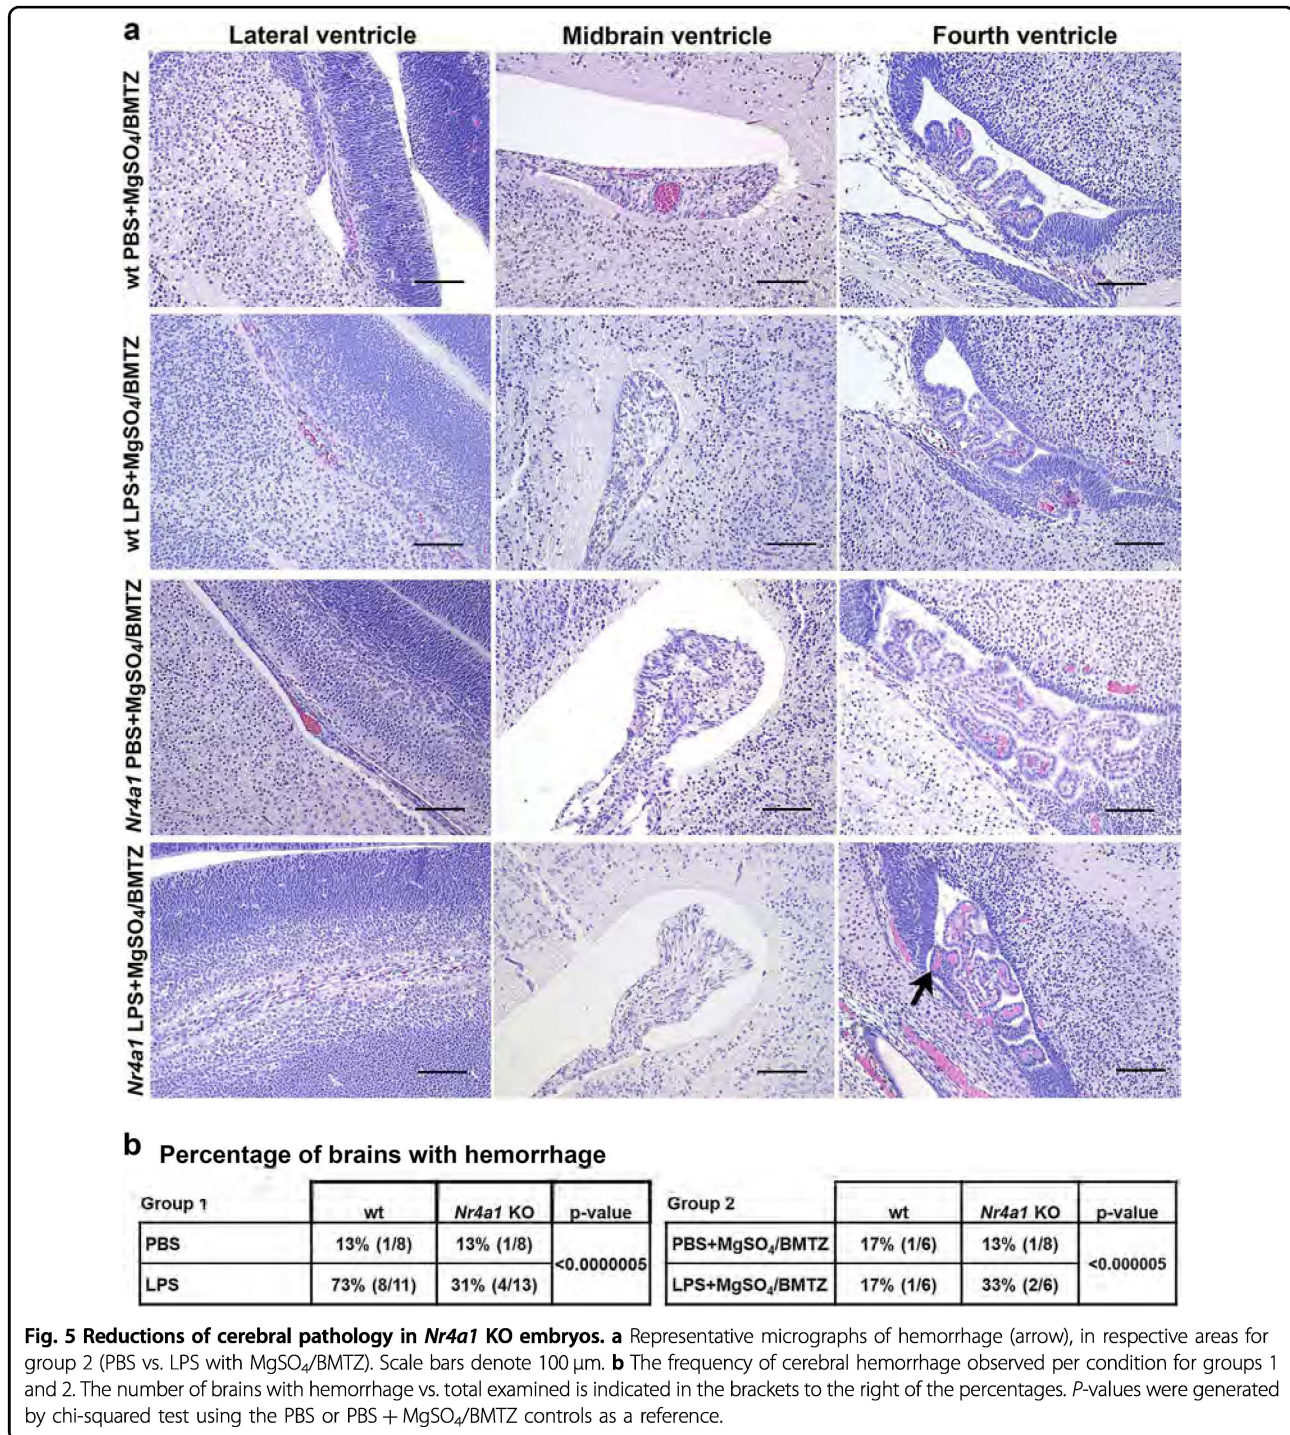 a
Lateral ventricle Midbrain ventricle Fourth ventricle
wt PBS+MgSO₄/BMTZ
wt LPS+MgSO₄/BMTZ
Nr4a1 PBS+MgSO₄/BMTZ
Nr4a1 LPS+MgSO₄/BMTZ
b Percentage of brains with hemorrhage
Group 1 wt Nr4a1 KO p-value
PBS 13% (1/8) 13% (1/8) <0.0000005
LPS 73% (8/11) 31% (4/13)
Group 2 wt Nr4a1 KO p-value
PBS+MgSO₄/BMTZ 17% (1/6) 13% (1/8) <0.000005
LPS+MgSO₄/BMTZ 17% (1/6) 33% (2/6)
Fig. 5 Reductions of cerebral pathology in Nr4a1 KO embryos. a Representative micrographs of hemorrhage (arrow), in respective areas for
group 2 (PBS vs. LPS with MgSO₄/BMTZ). Scale bars denote 100 µm. b The frequency of cerebral hemorrhage observed per condition for groups 1
and 2. The number of brains with hemorrhage vs. total examined is indicated in the brackets to the right of the percentages. P-values were generated
by chi-squared test using the PBS or PBS + MgSO₄/BMTZ controls as a reference.